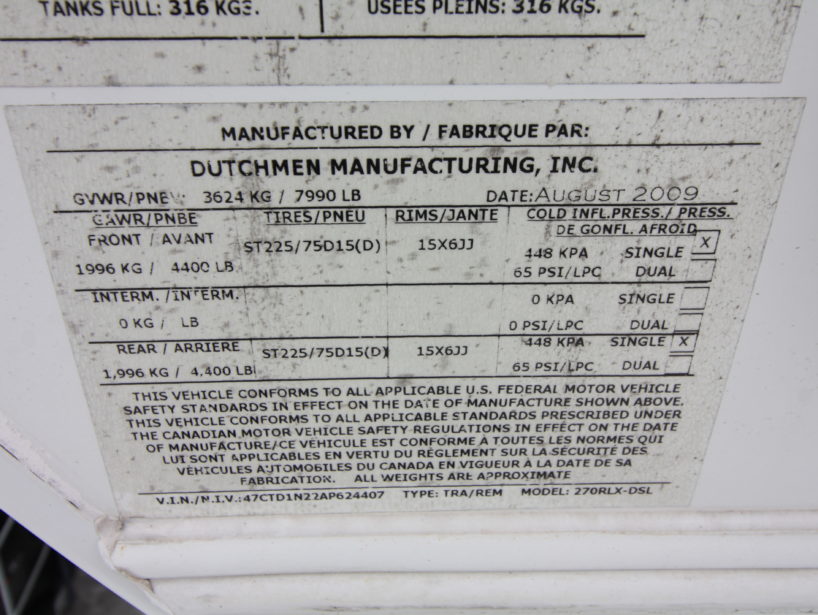 TANKS FULL: 316 KGS. USEES PLEINS: 316 KGS.
MANUFACTURED BY / FABRIQUE PAR:
DUTCHMEN MANUFACTURING, INC.
GVWR/PNBV: 3624 KG / 7990 LB DATE: AUGUST 2009
GAWR/PNBE TIRES/PNEU RIMS/JANTE COLD INFL.PRESS./ PRESS.
DE GONFL. AFROID
FRONT / AVANT ST225/75D15(D) 15X6JJ 448 KPA SINGLE X
1996 KG / 4400 LB 65 PSI/LPC DUAL
INTERM. /INTERM. 0 KPA SINGLE
0 KG / LB 0 PSI/LPC DUAL
REAR / ARRIERE ST225/75D15(D) 15X6JJ 448 KPA SINGLE X
1,996 KG / 4,400 LB 65 PSI/LPC DUAL
THIS VEHICLE CONFORMS TO ALL APPLICABLE U.S. FEDERAL MOTOR VEHICLE
SAFETY STANDARDS IN EFFECT ON THE DATE OF MANUFACTURE SHOWN ABOVE.
THIS VEHICLE CONFORMS TO ALL APPLICABLE STANDARDS PRESCRIBED UNDER
THE CANADIAN MOTOR VEHICLE SAFETY REGULATIONS IN EFFECT ON THE DATE
OF MANUFACTURE/CE VÉHICULE EST CONFORME À TOUTES LES NORMES QUI
LUI SONT APPLICABLES EN VERTU DU RÈGLEMENT SUR LA SÉCURITÉ DES
VÉHICULES AUTOMOBILES DU CANADA EN VIGUEUR À LA DATE DE SA
FABRICATION. ALL WEIGHTS ARE APPROXIMATE
V.I.N./N.I.V.:47CTD1N22AP624407 TYPE: TRA/REM MODEL: 270RLX-DSL